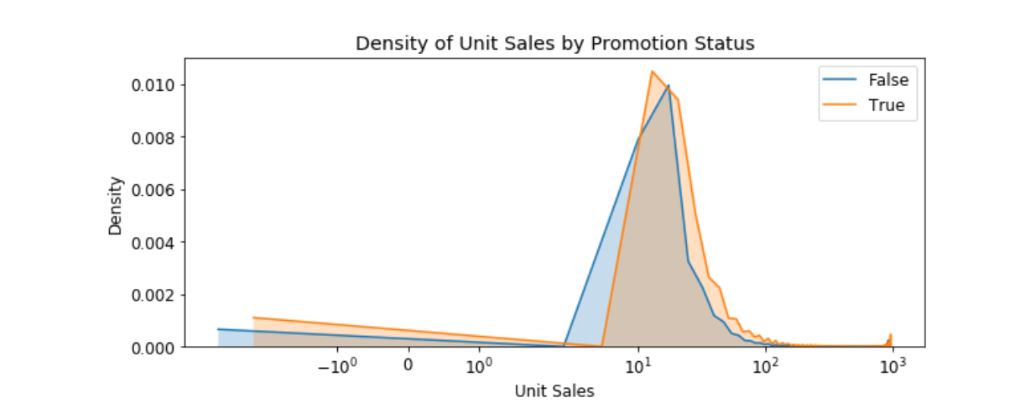 Density of Unit Sales by Promotion Status
False
True
0.010
0.008
0.006
0.004
0.002
0.000
Density
−10⁰
0
10⁰
10¹
10²
10³
Unit Sales